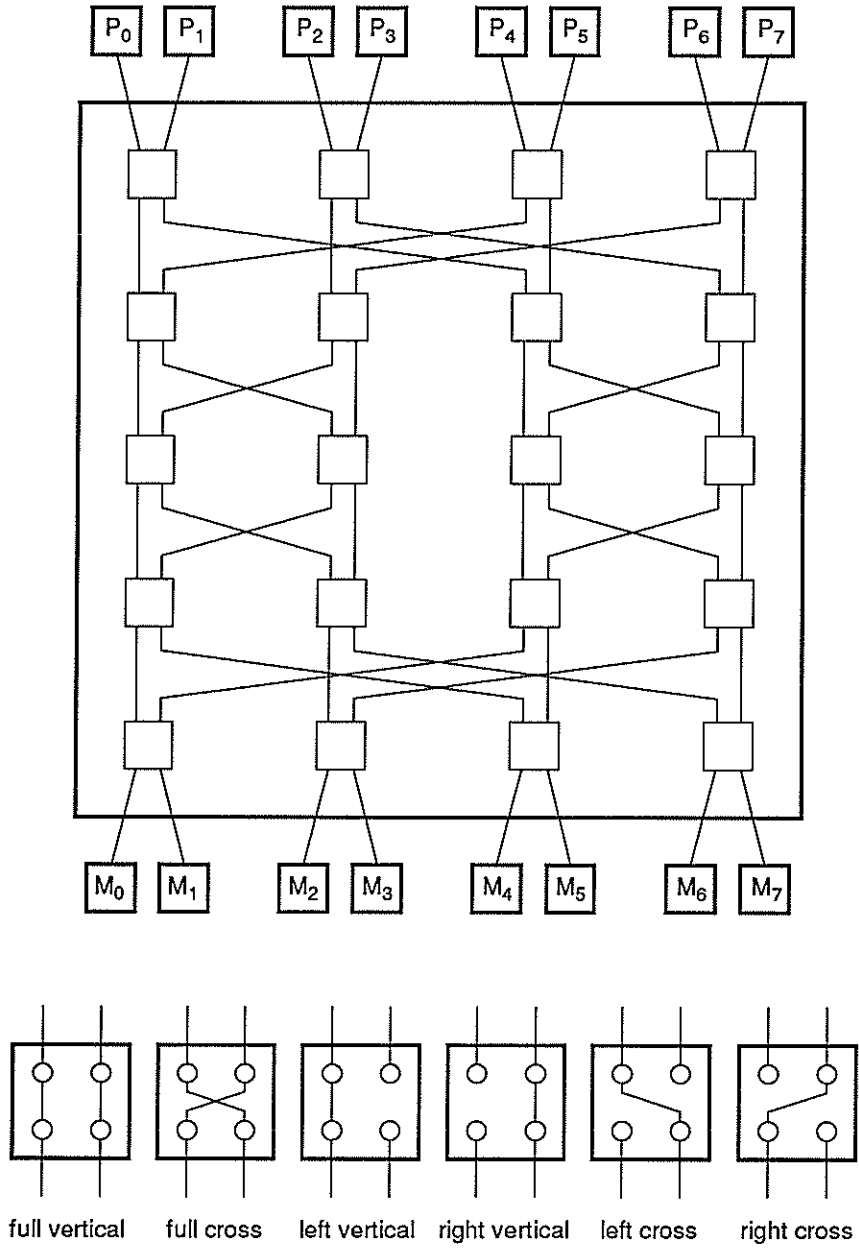 P₀ P₁ P₂ P₃ P₄ P₅ P₆ P₇
M₀ M₁ M₂ M₃ M₄ M₅ M₆ M₇
full vertical full cross left vertical right vertical left cross right cross